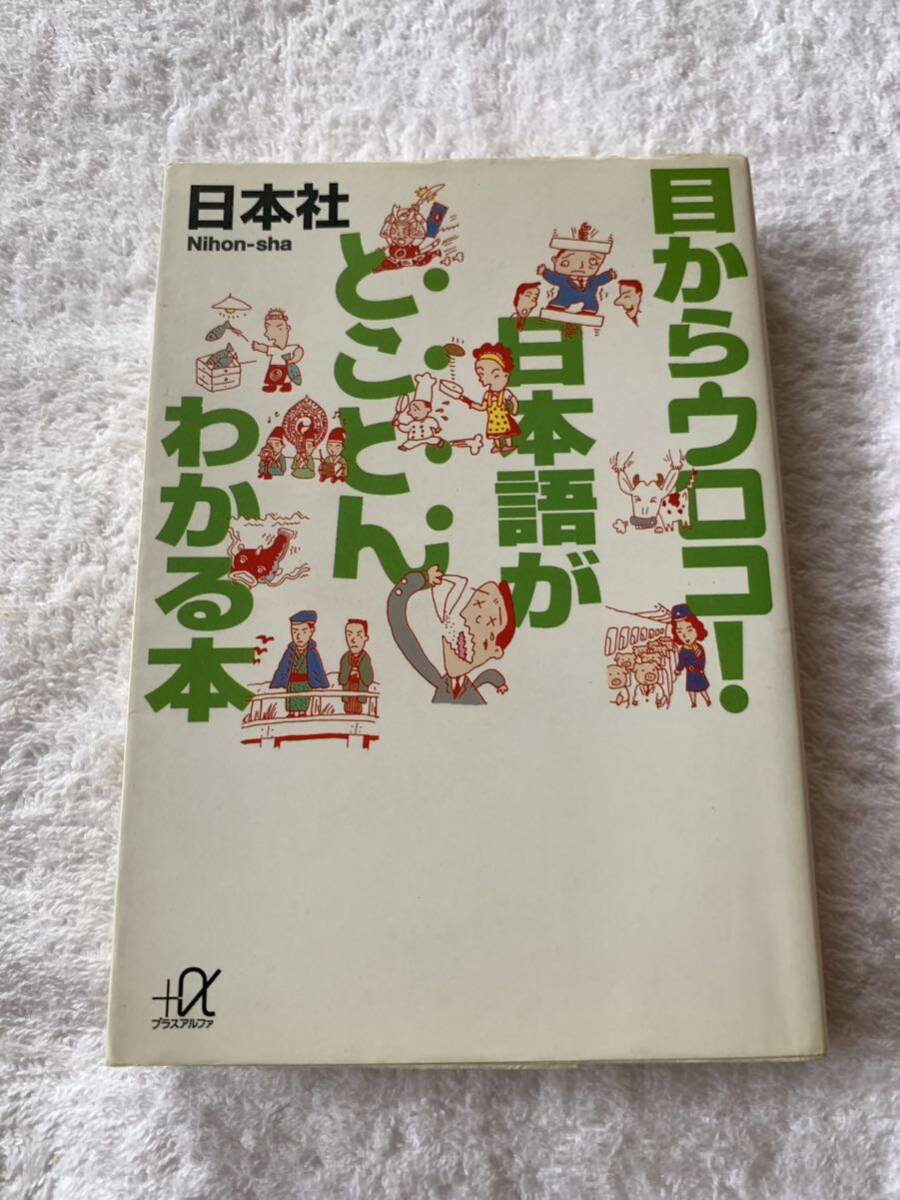 目からウロコ!
日本語が
とことん
わかる本
日本社
Nihon-sha
+α
プラスアルファ